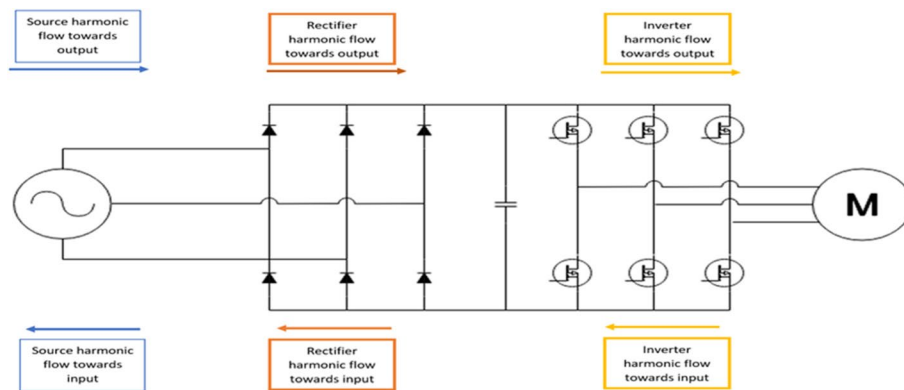 Source harmonic
flow towards
output
Rectifier
harmonic flow
towards output
Inverter
harmonic flow
towards output
M
Source harmonic
flow towards
input
Rectifier
harmonic flow
towards input
Inverter
harmonic flow
towards input